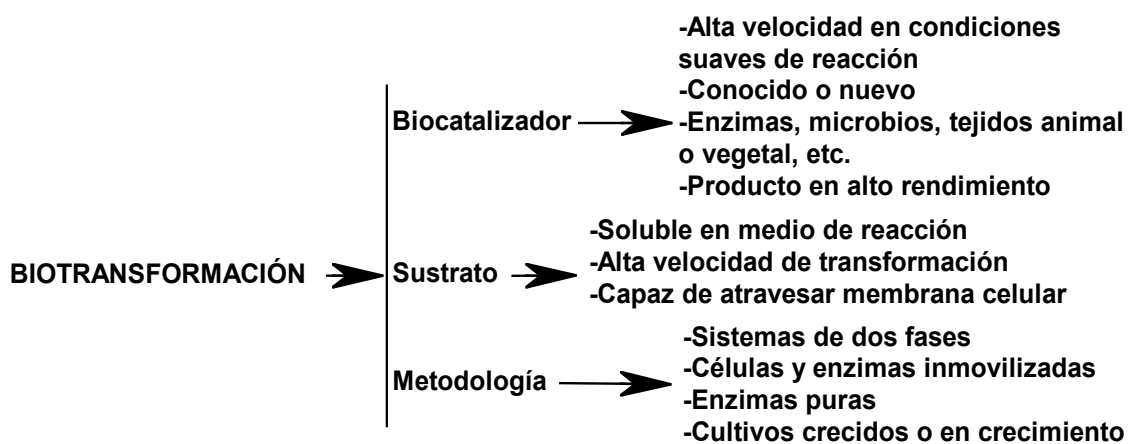 -Alta velocidad en condiciones
suaves de reacción
-Conocido o nuevo
Biocatalizador
-Enzimas, microbios, tejidos animal
o vegetal, etc.
-Producto en alto rendimiento
-Soluble en medio de reacción
BIOTRANSFORMACIÓN
Sustrato
-Alta velocidad de transformación
-Capaz de atravesar membrana celular
-Sistemas de dos fases
-Células y enzimas inmovilizadas
Metodología
-Enzimas puras
-Cultivos crecidos o en crecimiento